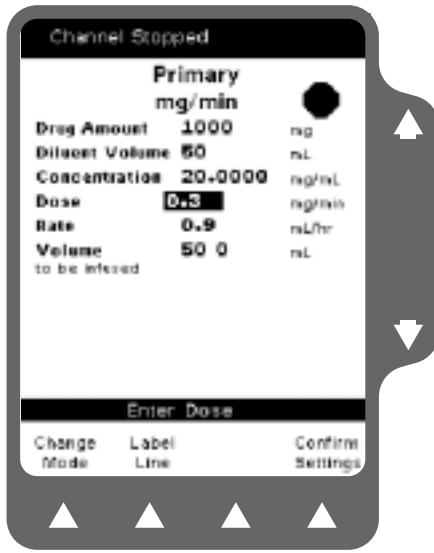 Channel Stopped
Primary
mg/min
Drug Amount 1000 mg
Diluent Volume 50 mL
Concentration 20.0000 mg/mL
Dose 0.3 mg/min
Rate 0.9 mL/hr
Volume 50 0 mL
to be infused
Enter Dose
Change Label Confirm
Mode Line Settings